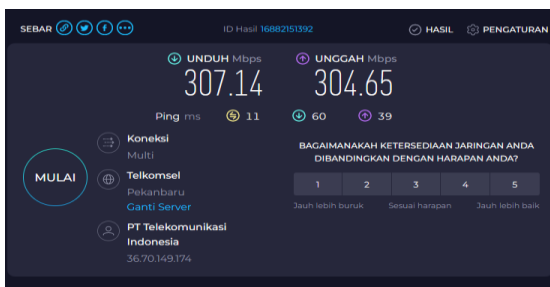 SEBAR
ID Hasil 16882151392
HASIL
PENGATURAN
UNDUH Mbps
307.14
UNGGAH Mbps
304.65
Ping ms 11 60 39
Koneksi
Multi
MULAI
Telkomsel
Pekanbaru
Ganti Server
PT Telekomunikasi
Indonesia
36.70.149.174
BAGAIMANAKAH KETERSEDIAAN JARINGAN ANDA
DIBANDINGKAN DENGAN HARAPAN ANDA?
1 2 3 4 5
Jauh lebih buruk Sesuai harapan Jauh lebih baik